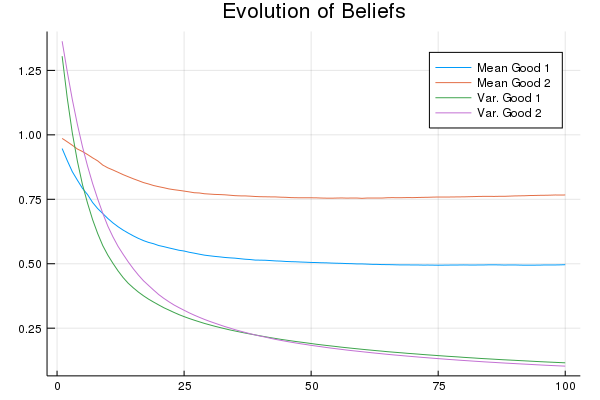 Evolution of Beliefs
Mean Good 1
Mean Good 2
Var. Good 1
Var. Good 2
1.25
1.00
0.75
0.50
0.25
0 25 50 75 100